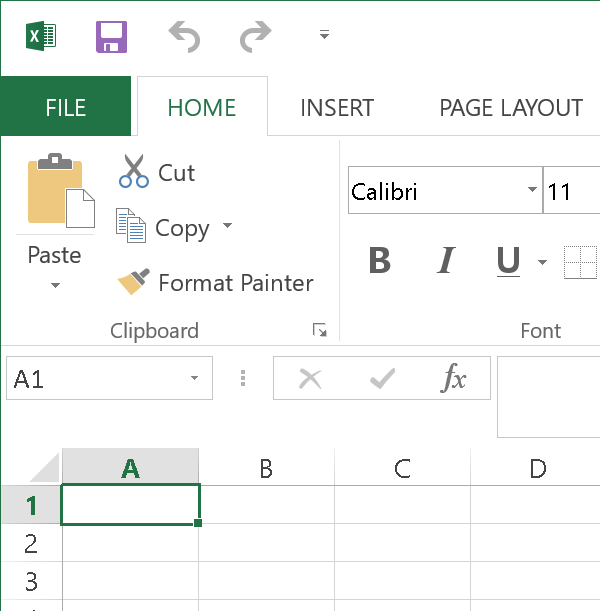 FILE HOME INSERT PAGE LAYOUT
Cut
Calibri 11
Copy
Paste
B I U
Format Painter
Clipboard Font
A1 fx
A B C D
1
2
3